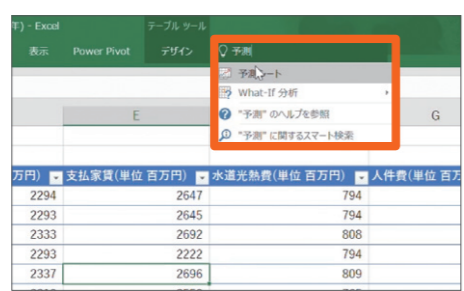 F) - Excel テーブル ツール
表示 Power Pivot デザイン 予測
予測シート
What-If 分析
"予測" のヘルプを参照
"予測" に関するスマート検索
E G
万円) 支払家賃(単位 百万円) 水道光熱費(単位 百万円) 人件費(単位 百万
2294 2647 794
2293 2645 794
2333 2692 808
2293 2222 794
2337 2696 809